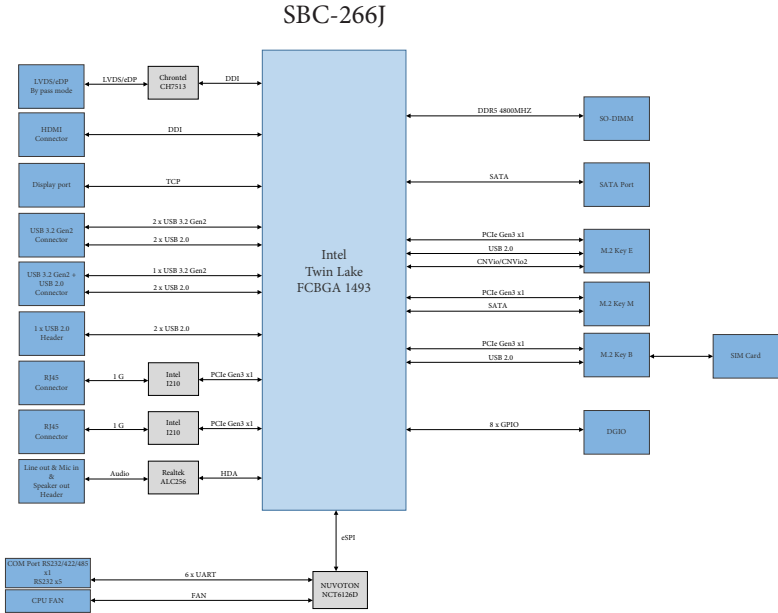 SBC-266J
LVDS/eDP
By pass mode
LVDS/eDP
Chrontel
CH7513
DDI
HDMI
Connector
DDI
Display port
TCP
USB 3.2 Gen2
Connector
2 x USB 3.2 Gen2
2 x USB 2.0
USB 3.2 Gen2 +
USB 2.0
Connector
1 x USB 3.2 Gen2
2 x USB 2.0
1 x USB 2.0
Header
2 x USB 2.0
RJ45
Connector
1 G
Intel
I210
PCIe Gen3 x1
RJ45
Connector
1 G
Intel
I210
PCIe Gen3 x1
Line out & Mic in
&
Speaker out
Header
Audio
Realtek
ALC256
HDA
Intel
Twin Lake
FCBGA 1493
DDR5 4800MHZ
SO-DIMM
SATA
SATA Port
PCIe Gen3 x1
USB 2.0
CNVio/CNVio2
M.2 Key E
PCIe Gen3 x1
SATA
M.2 Key M
PCIe Gen3 x1
USB 2.0
M.2 Key B
SIM Card
8 x GPIO
DGIO
eSPI
COM Port RS232/422/485
x1
RS232 x5
6 x UART
CPU FAN
FAN
NUVOTON
NCT6126D